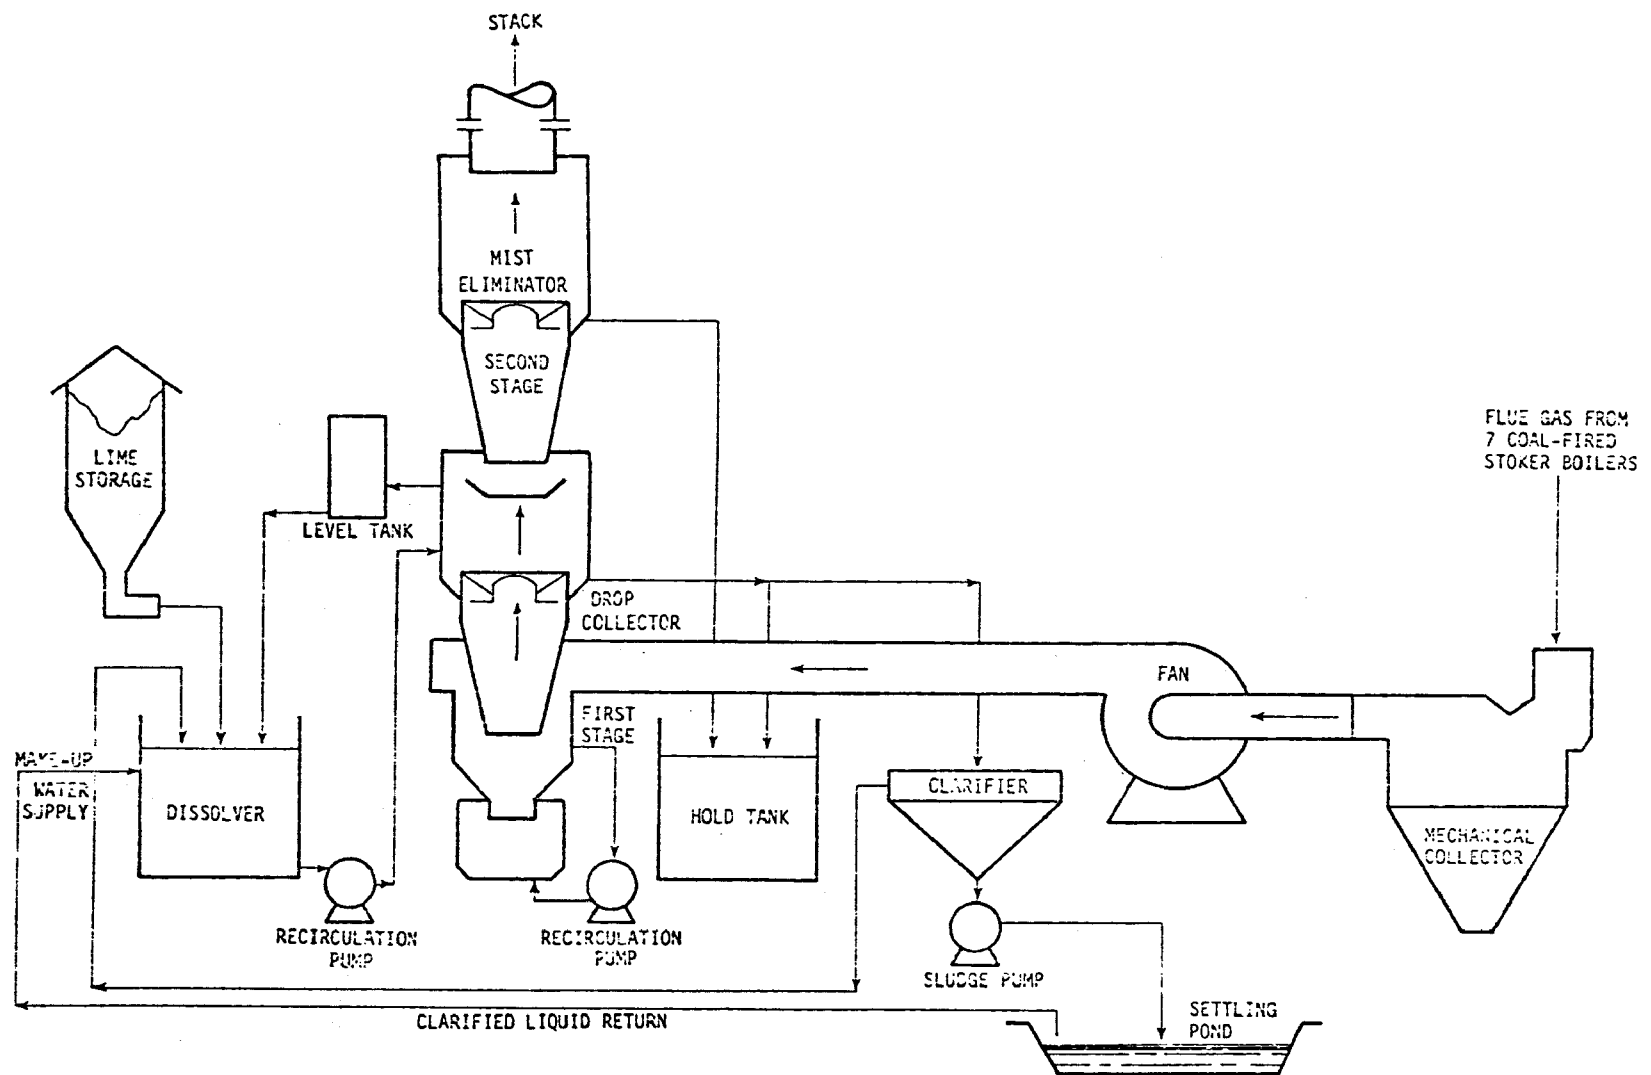 STACK
MIST
ELIMINATOR
SECOND
STAGE
LIME
STORAGE
LEVEL TANK
FLUE GAS FROM
7 COAL-FIRED
STOKER BOILERS
DROP
COLLECTOR
FAN
FIRST
STAGE
MAKE-UP
WATER
SUPPLY
DISSOLVER
HOLD TANK
CLARIFIER
MECHANICAL
COLLECTOR
RECIRCULATION
PUMP
RECIRCULATION
PUMP
SLUDGE PUMP
CLARIFIED LIQUID RETURN
SETTLING
POND